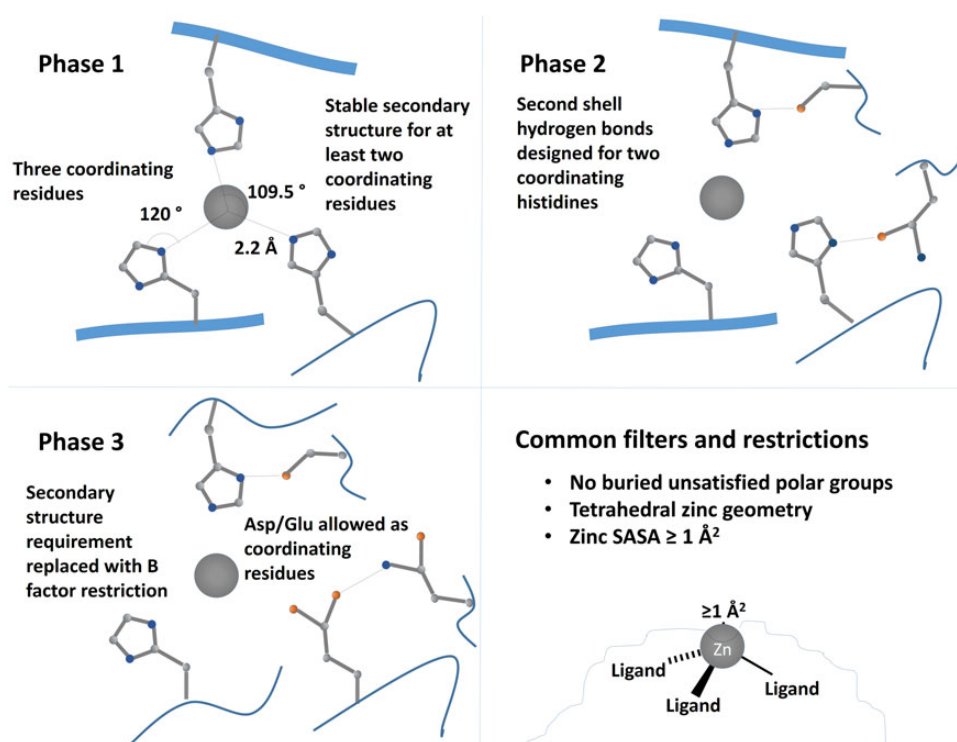 Phase 1
Three coordinating
residues
Stable secondary
structure for at
least two
coordinating
residues
109.5 °
120 °
2.2 Å
Phase 2
Second shell
hydrogen bonds
designed for two
coordinating
histidines
Phase 3
Secondary
structure
requirement
replaced with B
factor restriction
Asp/Glu allowed as
coordinating
residues
Common filters and restrictions
• No buried unsatisfied polar groups
• Tetrahedral zinc geometry
• Zinc SASA ≥ 1 Å²
≥1 Å²
Zn
Ligand
Ligand
Ligand